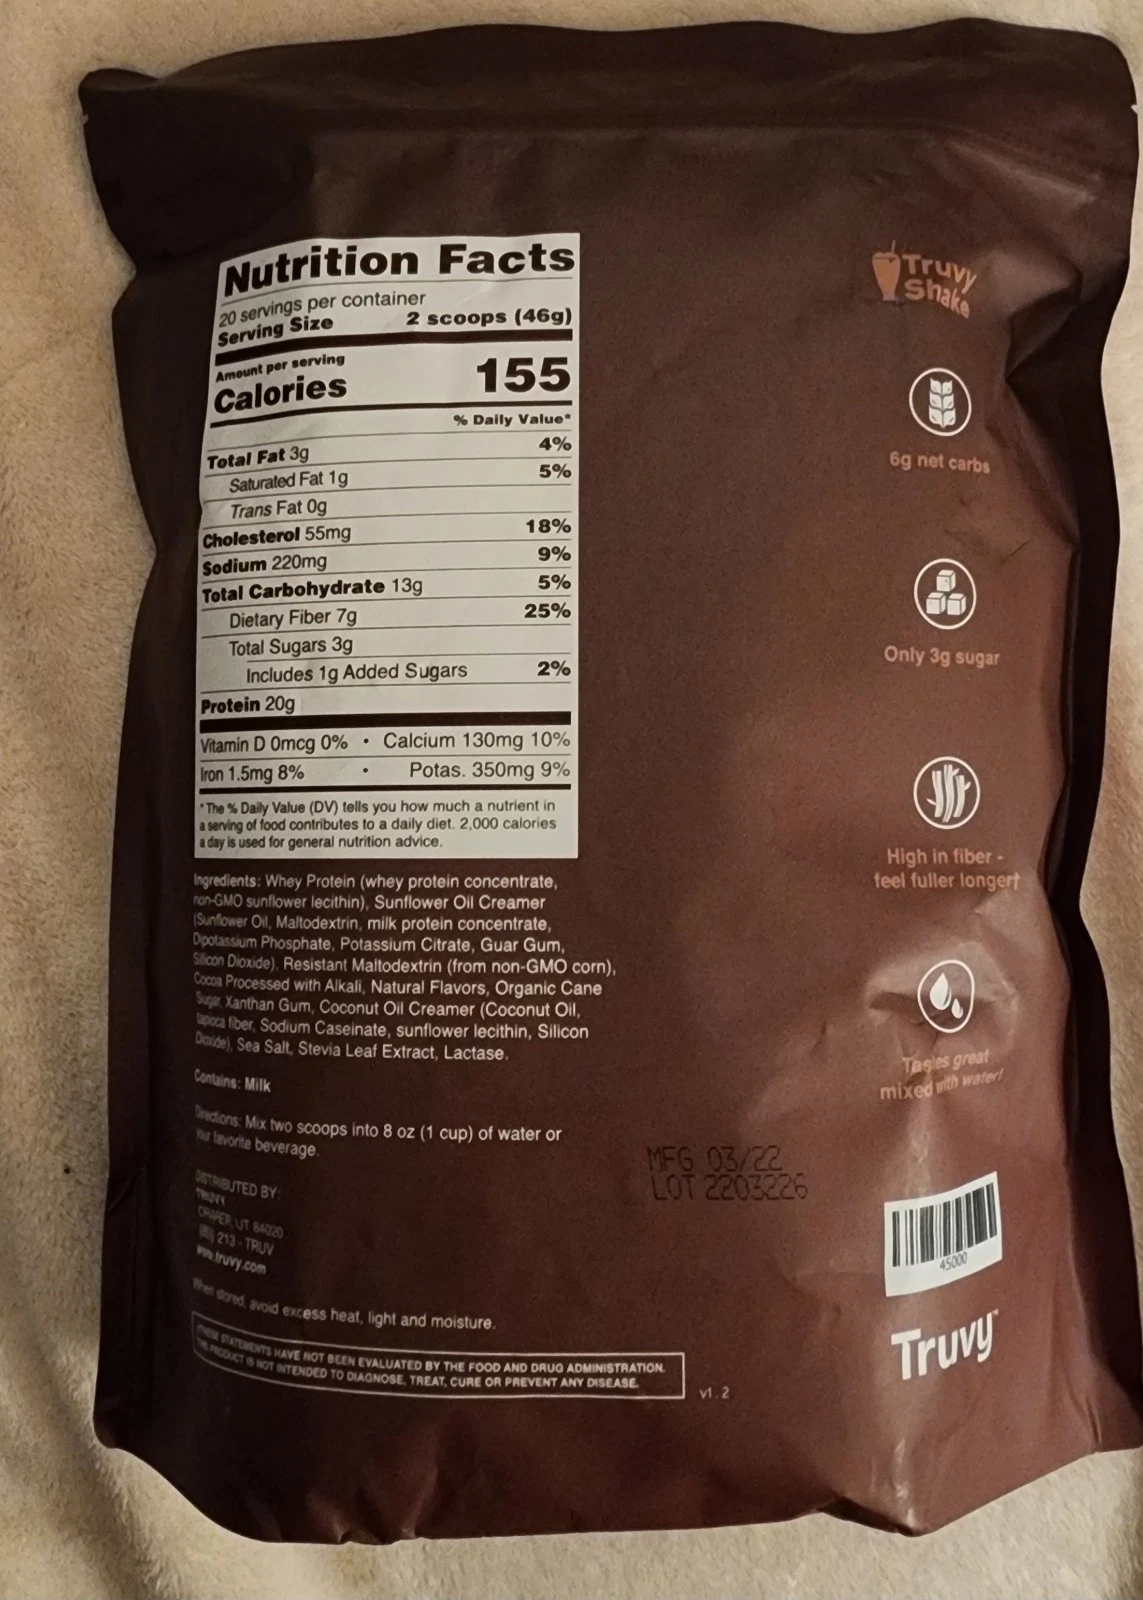 Nutrition Facts
20 servings per container
Serving Size 2 scoops (46g)
Amount per serving
Calories 155
% Daily Value*
Total Fat 3g 4%
Saturated Fat 1g 5%
Trans Fat 0g
Cholesterol 55mg 18%
Sodium 220mg 9%
Total Carbohydrate 13g 5%
Dietary Fiber 7g 25%
Total Sugars 3g
Includes 1g Added Sugars 2%
Protein 20g
Vitamin D 0mcg 0% • Calcium 130mg 10%
Iron 1.5mg 8% • Potas. 350mg 9%
*The % Daily Value (DV) tells you how much a nutrient in
a serving of food contributes to a daily diet. 2,000 calories
a day is used for general nutrition advice.
Ingredients: Whey Protein (whey protein concentrate,
non-GMO sunflower lecithin), Sunflower Oil Creamer
(Sunflower Oil, Maltodextrin, milk protein concentrate,
Dipotassium Phosphate, Potassium Citrate, Guar Gum,
Silicon Dioxide), Resistant Maltodextrin (from non-GMO corn),
Cocoa Processed with Alkali, Natural Flavors, Organic Cane
Sugar, Xanthan Gum, Coconut Oil Creamer (Coconut Oil,
tapioca fiber, Sodium Caseinate, sunflower lecithin, Silicon
Dioxide), Sea Salt, Stevia Leaf Extract, Lactase.
Contains: Milk
Directions: Mix two scoops into 8 oz (1 cup) of water or
your favorite beverage.
DISTRIBUTED BY:
TRUVY
DRAPER, UT 84020
213 - TRUV
www.truvy.com
When stored, avoid excess heat, light and moisture.
THESE STATEMENTS HAVE NOT BEEN EVALUATED BY THE FOOD AND DRUG ADMINISTRATION.
THIS PRODUCT IS NOT INTENDED TO DIAGNOSE, TREAT, CURE OR PREVENT ANY DISEASE.
v1.2
MFG 03/22
LOT 2203226
Truvy
Shake
6g net carbs
Only 3g sugar
High in fiber -
feel fuller longer†
Tastes great
mixed with water!
45000
Truvy™